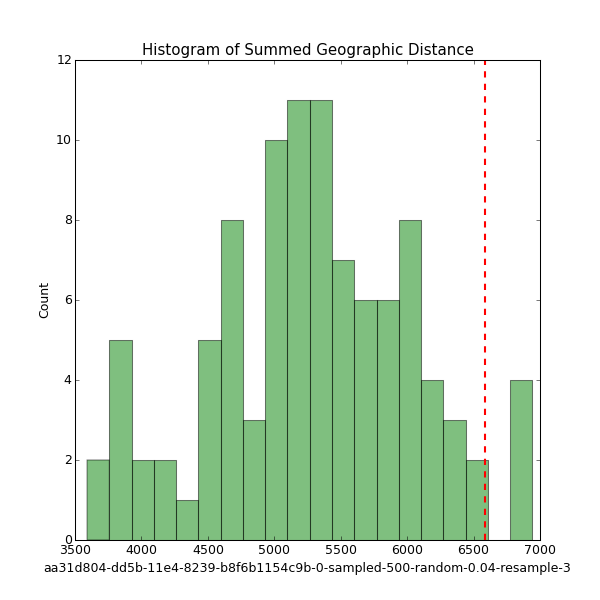 Histogram of Summed Geographic Distance
12
10
8
6
4
2
0
Count
3500 4000 4500 5000 5500 6000 6500 7000
aa31d804-dd5b-11e4-8239-b8f6b1154c9b-0-sampled-500-random-0.04-resample-3